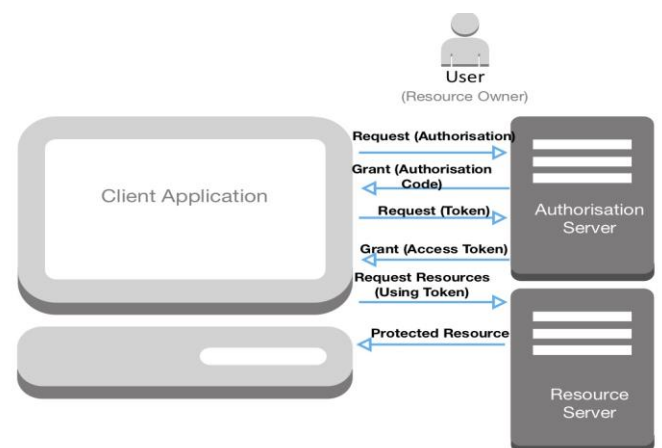 User
(Resource Owner)
Request (Authorisation)
Grant (Authorisation
Code)
Client Application
Request (Token)
Authorisation
Server
Grant (Access Token)
Request Resources
(Using Token)
Protected Resource
Resource
Server